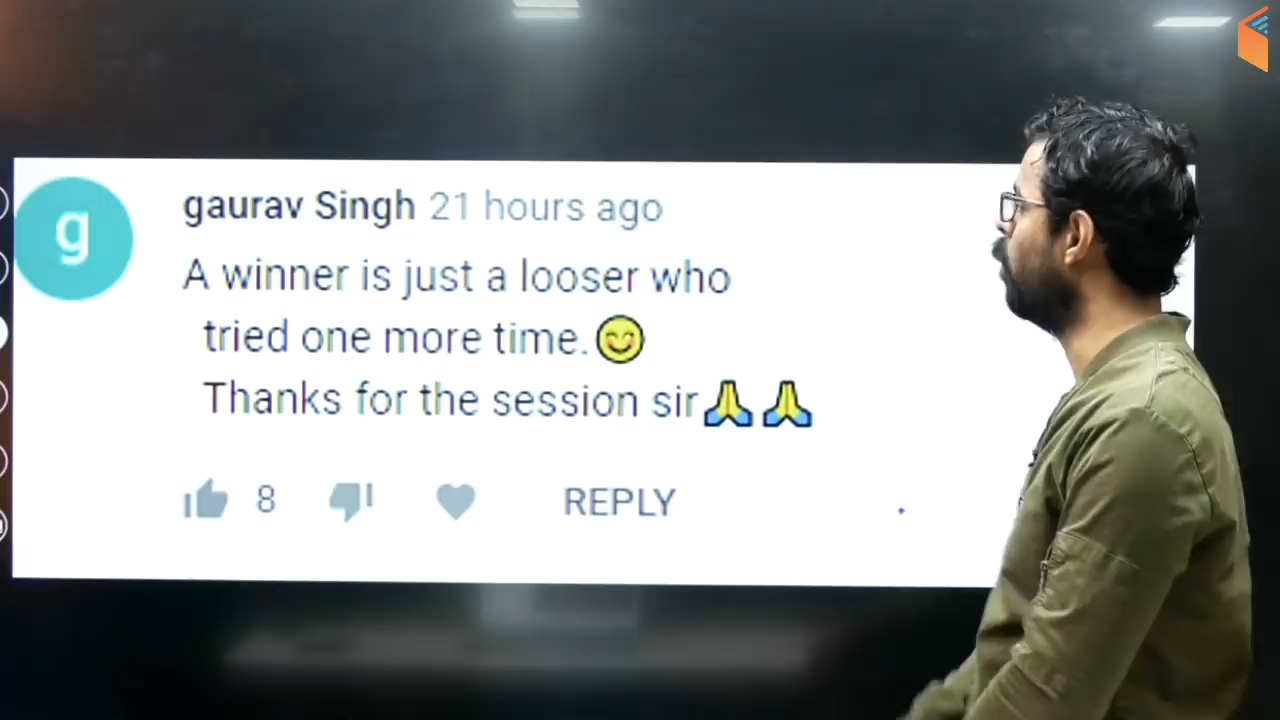 g
gaurav Singh 21 hours ago
A winner is just a looser who
tried one more time.😊
Thanks for the session sir🙏🙏
8 REPLY